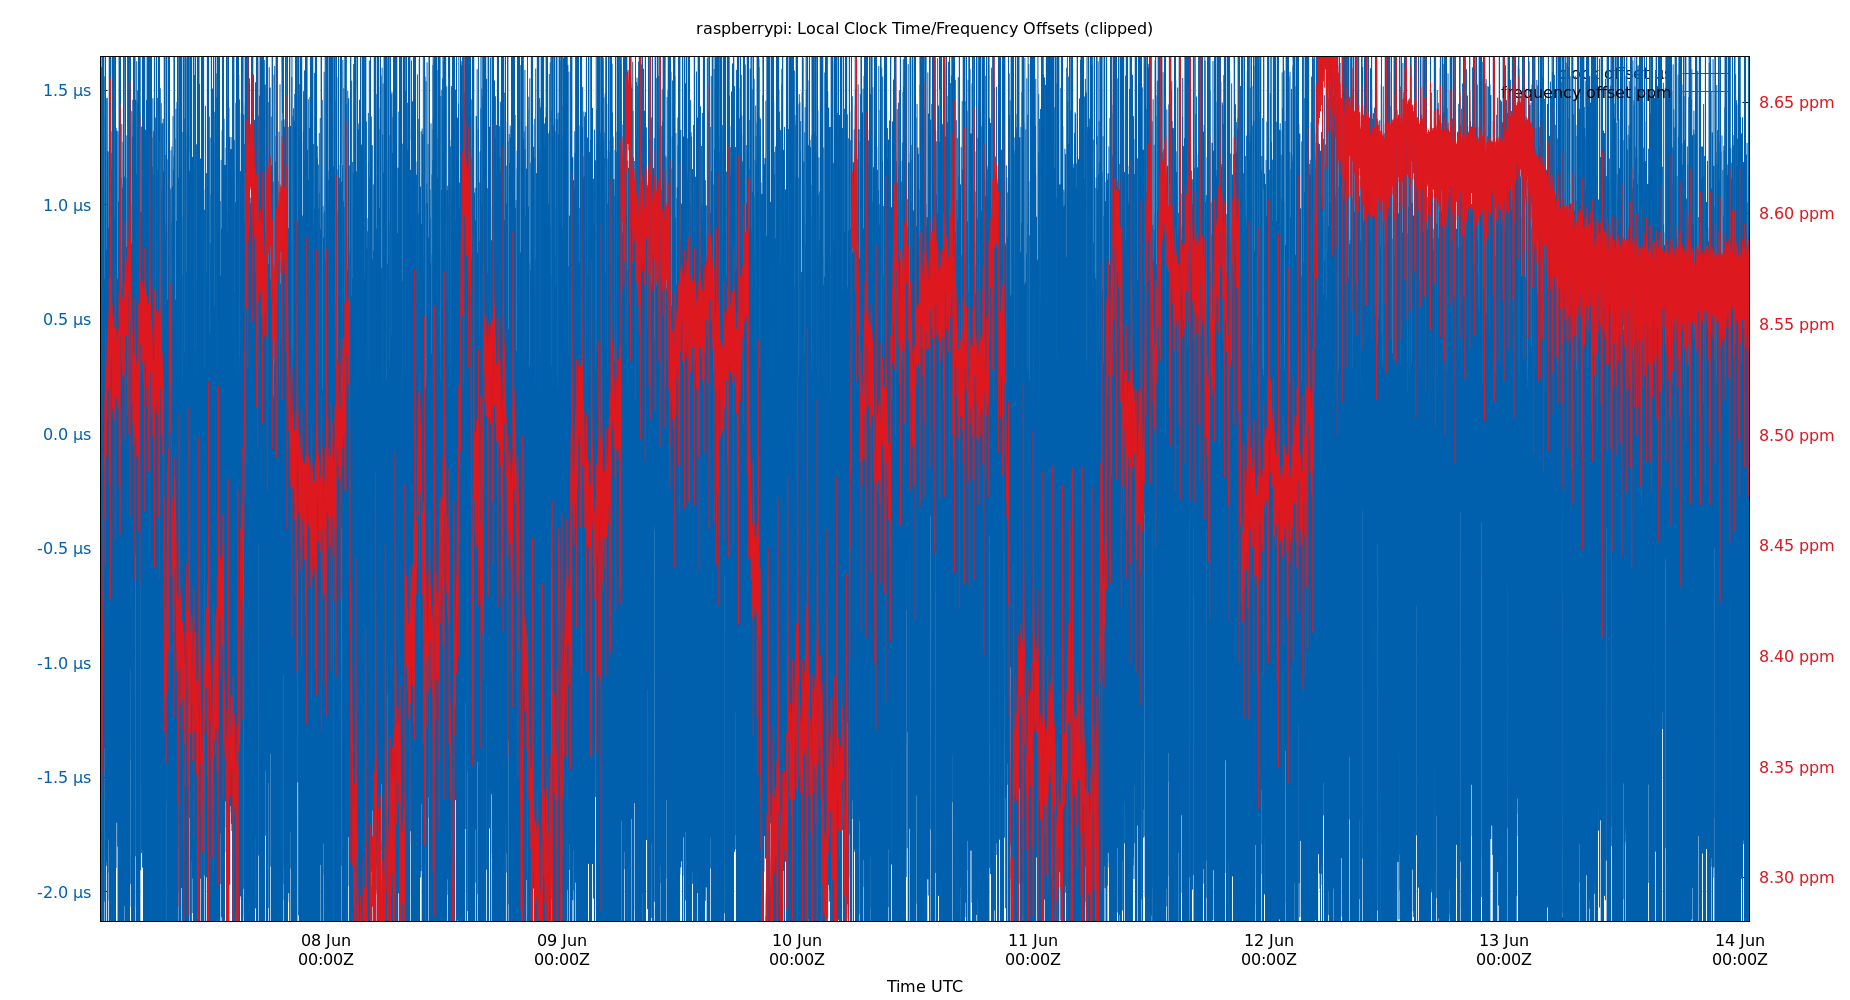 raspberrypi: Local Clock Time/Frequency Offsets (clipped)
clock offset µs
frequency offset ppm
1.5 µs
1.0 µs
0.5 µs
0.0 µs
-0.5 µs
-1.0 µs
-1.5 µs
-2.0 µs
8.65 ppm
8.60 ppm
8.55 ppm
8.50 ppm
8.45 ppm
8.40 ppm
8.35 ppm
8.30 ppm
08 Jun
00:00Z
09 Jun
00:00Z
10 Jun
00:00Z
11 Jun
00:00Z
12 Jun
00:00Z
13 Jun
00:00Z
14 Jun
00:00Z
Time UTC